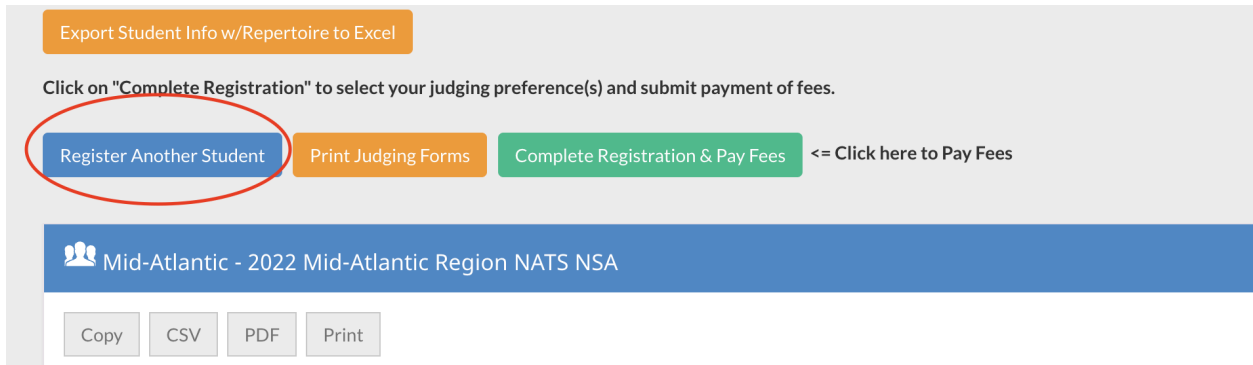 Export Student Info w/Repertoire to Excel
Click on "Complete Registration" to select your judging preference(s) and submit payment of fees.
Register Another Student Print Judging Forms Complete Registration & Pay Fees <= Click here to Pay Fees
Mid-Atlantic - 2022 Mid-Atlantic Region NATS NSA
Copy CSV PDF Print